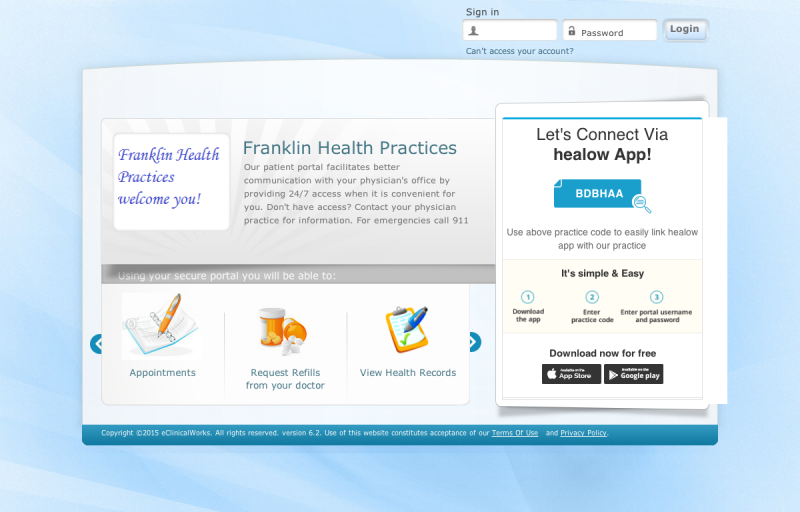 Sign in
Password
Login
Can't access your account?
Franklin Health
Practices
welcome you!
Franklin Health Practices
Our patient portal facilitates better
communication with your physician's office by
providing 24/7 access when it is convenient for
you. Don't have access? Contact your physician
practice for information. For emergencies call 911
Using your secure portal you will be able to:
Appointments
Request Refills
from your doctor
View Health Records
Let's Connect Via
healow App!
BDBHAA
Use above practice code to easily link healow
app with our practice
It's simple & Easy
1
Download
the app
2
Enter
practice code
3
Enter portal username
and password
Download now for free
Available on the
App Store
Available on the
Google play
Copyright ©2015 eClinicalWorks. All rights reserved. version 6.2. Use of this website constitutes acceptance of our Terms Of Use and Privacy Policy.